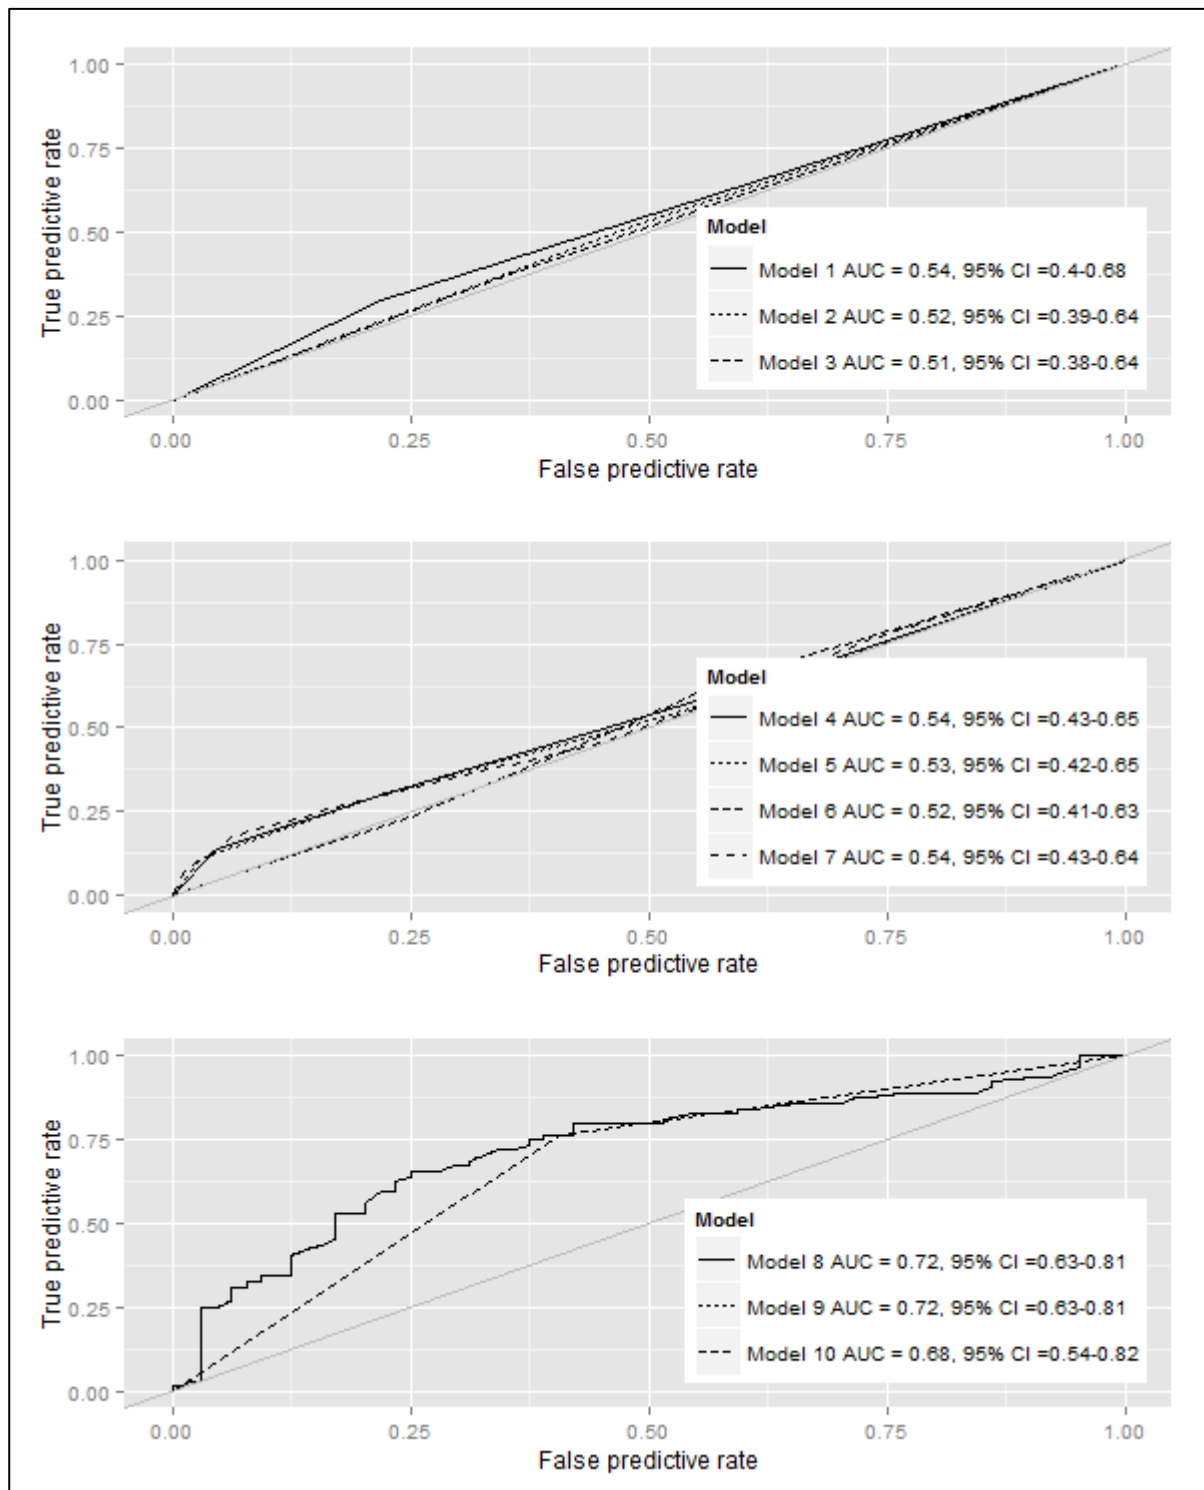 1.00
0.75
0.50
0.25
0.00
True predictive rate
Model
Model 1 AUC = 0.54, 95% CI =0.4-0.68
Model 2 AUC = 0.52, 95% CI =0.39-0.64
Model 3 AUC = 0.51, 95% CI =0.38-0.64
0.00 0.25 0.50 0.75 1.00
False predictive rate
1.00
0.75
0.50
0.25
0.00
True predictive rate
Model
Model 4 AUC = 0.54, 95% CI =0.43-0.65
Model 5 AUC = 0.53, 95% CI =0.42-0.65
Model 6 AUC = 0.52, 95% CI =0.41-0.63
Model 7 AUC = 0.54, 95% CI =0.43-0.64
0.00 0.25 0.50 0.75 1.00
False predictive rate
1.00
0.75
0.50
0.25
0.00
True predictive rate
Model
Model 8 AUC = 0.72, 95% CI =0.63-0.81
Model 9 AUC = 0.72, 95% CI =0.63-0.81
Model 10 AUC = 0.68, 95% CI =0.54-0.82
0.00 0.25 0.50 0.75 1.00
False predictive rate